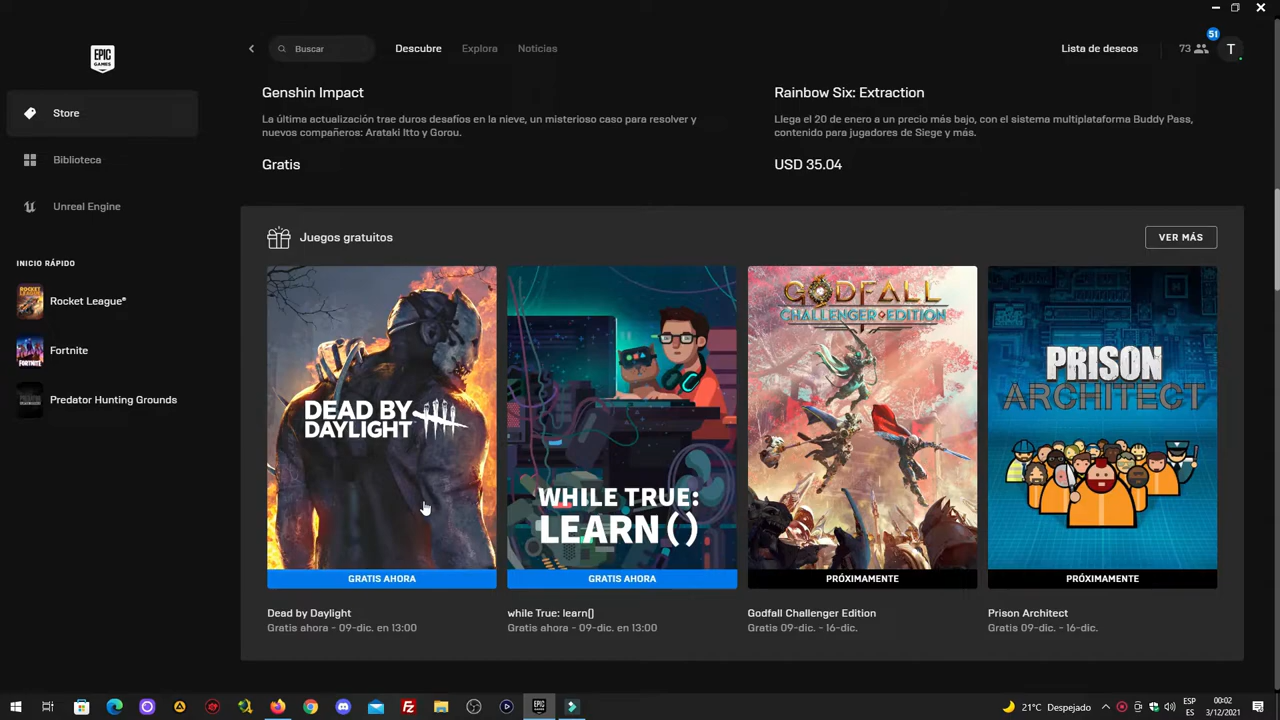 EPIC
GAMES
Buscar
Descubre
Explora
Noticias
Lista de deseos
73
51
T
Store
Biblioteca
Unreal Engine
INICIO RÁPIDO
Rocket League®
Fortnite
Predator Hunting Grounds
Genshin Impact
La última actualización trae duros desafíos en la nieve, un misterioso caso para resolver y
nuevos compañeros: Arataki Itto y Gorou.
Gratis
Rainbow Six: Extraction
Llega el 20 de enero a un precio más bajo, con el sistema multiplataforma Buddy Pass,
contenido para jugadores de Siege y más.
USD 35.04
Juegos gratuitos
VER MÁS
DEAD BY
DAYLIGHT
GRATIS AHORA
Dead by Daylight
Gratis ahora - 09-dic. en 13:00
WHILE TRUE:
LEARN()
GRATIS AHORA
while True: learn()
Gratis ahora - 09-dic. en 13:00
GODFALL
CHALLENGER EDITION
PRÓXIMAMENTE
Godfall Challenger Edition
Gratis 09-dic. - 16-dic.
PRISON
ARCHITECT
PRÓXIMAMENTE
Prison Architect
Gratis 09-dic. - 16-dic.
21°C Despejado
ESP
ES
00:02
3/12/2021